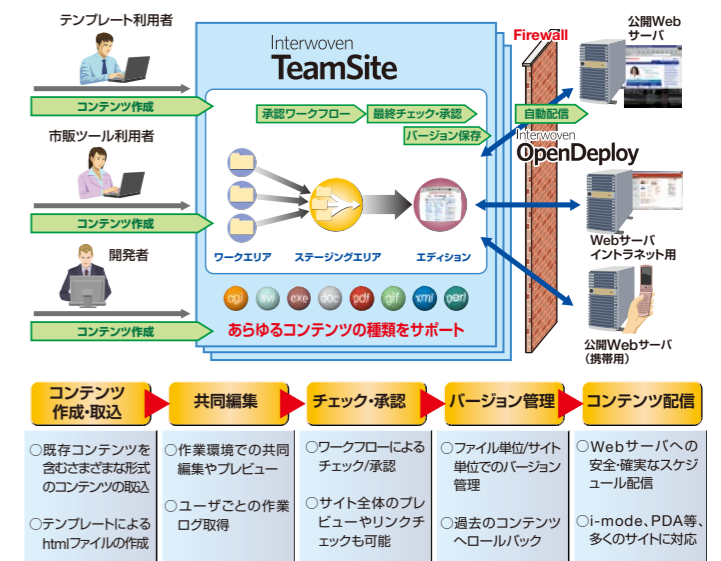 テンプレート利用者
コンテンツ作成
市販ツール利用者
コンテンツ作成
開発者
コンテンツ作成
Interwoven
TeamSite
承認ワークフロー
最終チェック・承認
バージョン保存
ワークエリア
ステージングエリア
エディション
cgi
avi
exe
doc
pdf
gif
xml
perl
あらゆるコンテンツの種類をサポート
Firewall
自動配信
Interwoven
OpenDeploy
公開Web
サーバ
Webサーバ
イントラネット用
公開Webサーバ
（携帯用）
コンテンツ
作成・取込
○既存コンテンツを
含むさまざまな形式
のコンテンツの取込
○テンプレートによる
htmlファイルの作成
共同編集
○作業環境での共同
編集やプレビュー
○ユーザごとの作業
ログ取得
チェック・承認
○ワークフローによる
チェック/承認
○サイト全体のプレ
ビューやリンクチ
ェックも可能
バージョン管理
○ファイル単位/サイト
単位でのバージョン
管理
○過去のコンテンツ
へロールバック
コンテンツ配信
○Webサーバへの
安全・確実なスケジ
ュール配信
○i-mode、PDA等、
多くのサイトに対応